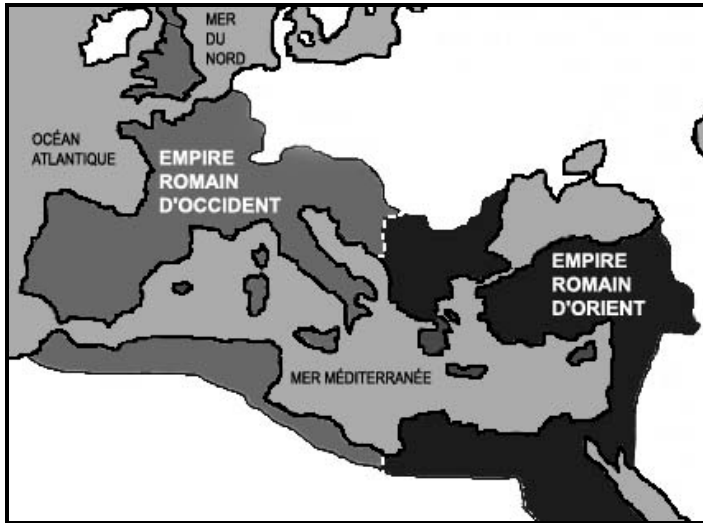 MER
DU
NORD
OCÉAN
ATLANTIQUE
EMPIRE
ROMAIN
D'OCCIDENT
EMPIRE
ROMAIN
D'ORIENT
MER MÉDITERRANÉE